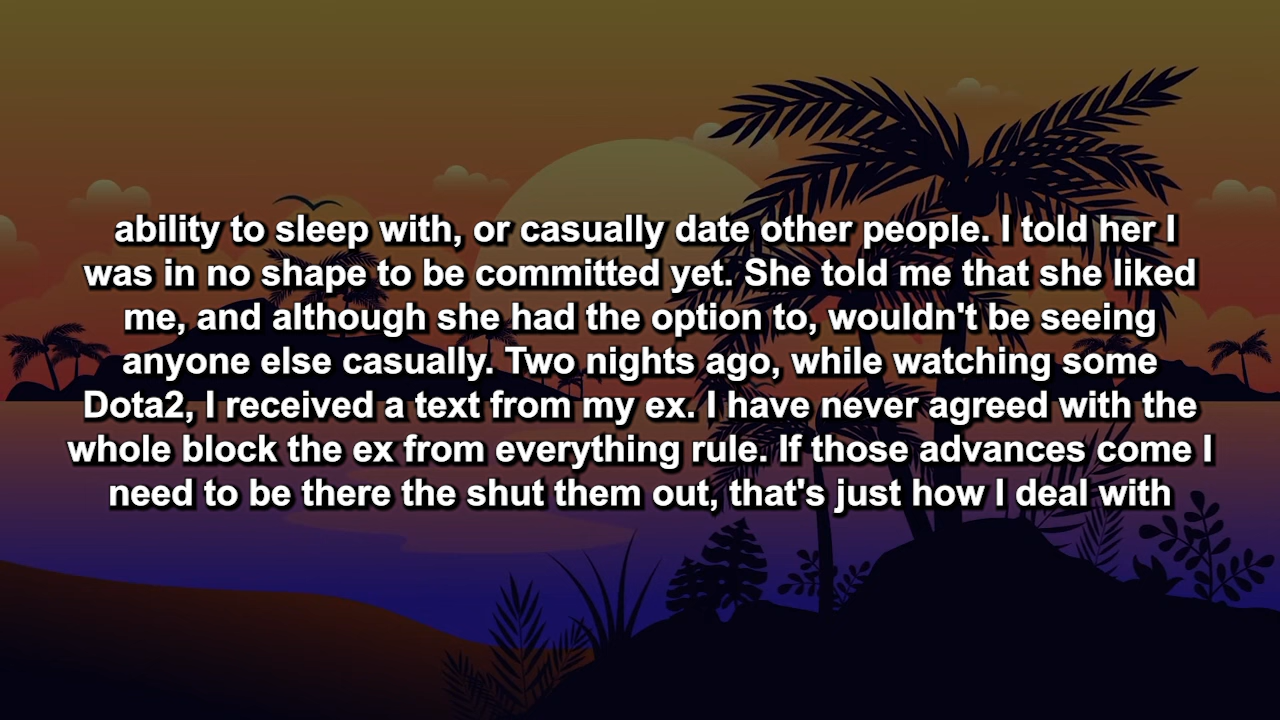 ability to sleep with, or casually date other people. I told her I
was in no shape to be committed yet. She told me that she liked
me, and although she had the option to, wouldn't be seeing
anyone else casually. Two nights ago, while watching some
Dota2, I received a text from my ex. I have never agreed with the
whole block the ex from everything rule. If those advances come I
need to be there the shut them out, that's just how I deal with